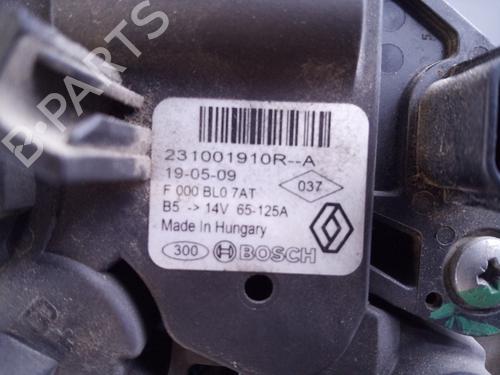 231001910R--A
19-05-09
F 000 BL0 7AT
037
B5 -> 14V 65-125A
Made In Hungary
300 BOSCH
B-PARTS